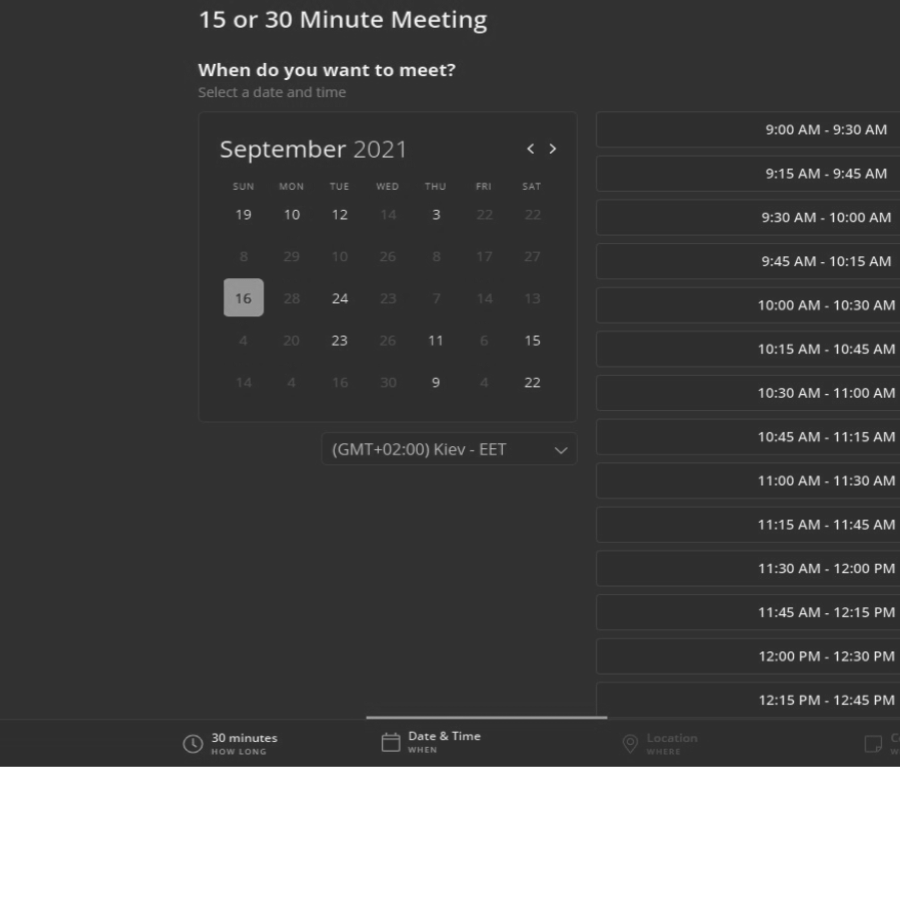 15 or 30 Minute Meeting
When do you want to meet?
Select a date and time
September 2021
SUN MON TUE WED THU FRI SAT
19 10 12 14 3 22 22
8 29 10 26 8 17 27
16 28 24 23 7 14 13
4 20 23 26 11 6 15
14 4 16 30 9 4 22
(GMT+02:00) Kiev - EET
9:00 AM - 9:30 AM
9:15 AM - 9:45 AM
9:30 AM - 10:00 AM
9:45 AM - 10:15 AM
10:00 AM - 10:30 AM
10:15 AM - 10:45 AM
10:30 AM - 11:00 AM
10:45 AM - 11:15 AM
11:00 AM - 11:30 AM
11:15 AM - 11:45 AM
11:30 AM - 12:00 PM
11:45 AM - 12:15 PM
12:00 PM - 12:30 PM
12:15 PM - 12:45 PM
30 minutes
HOW LONG
Date & Time
WHEN
Location
WHERE